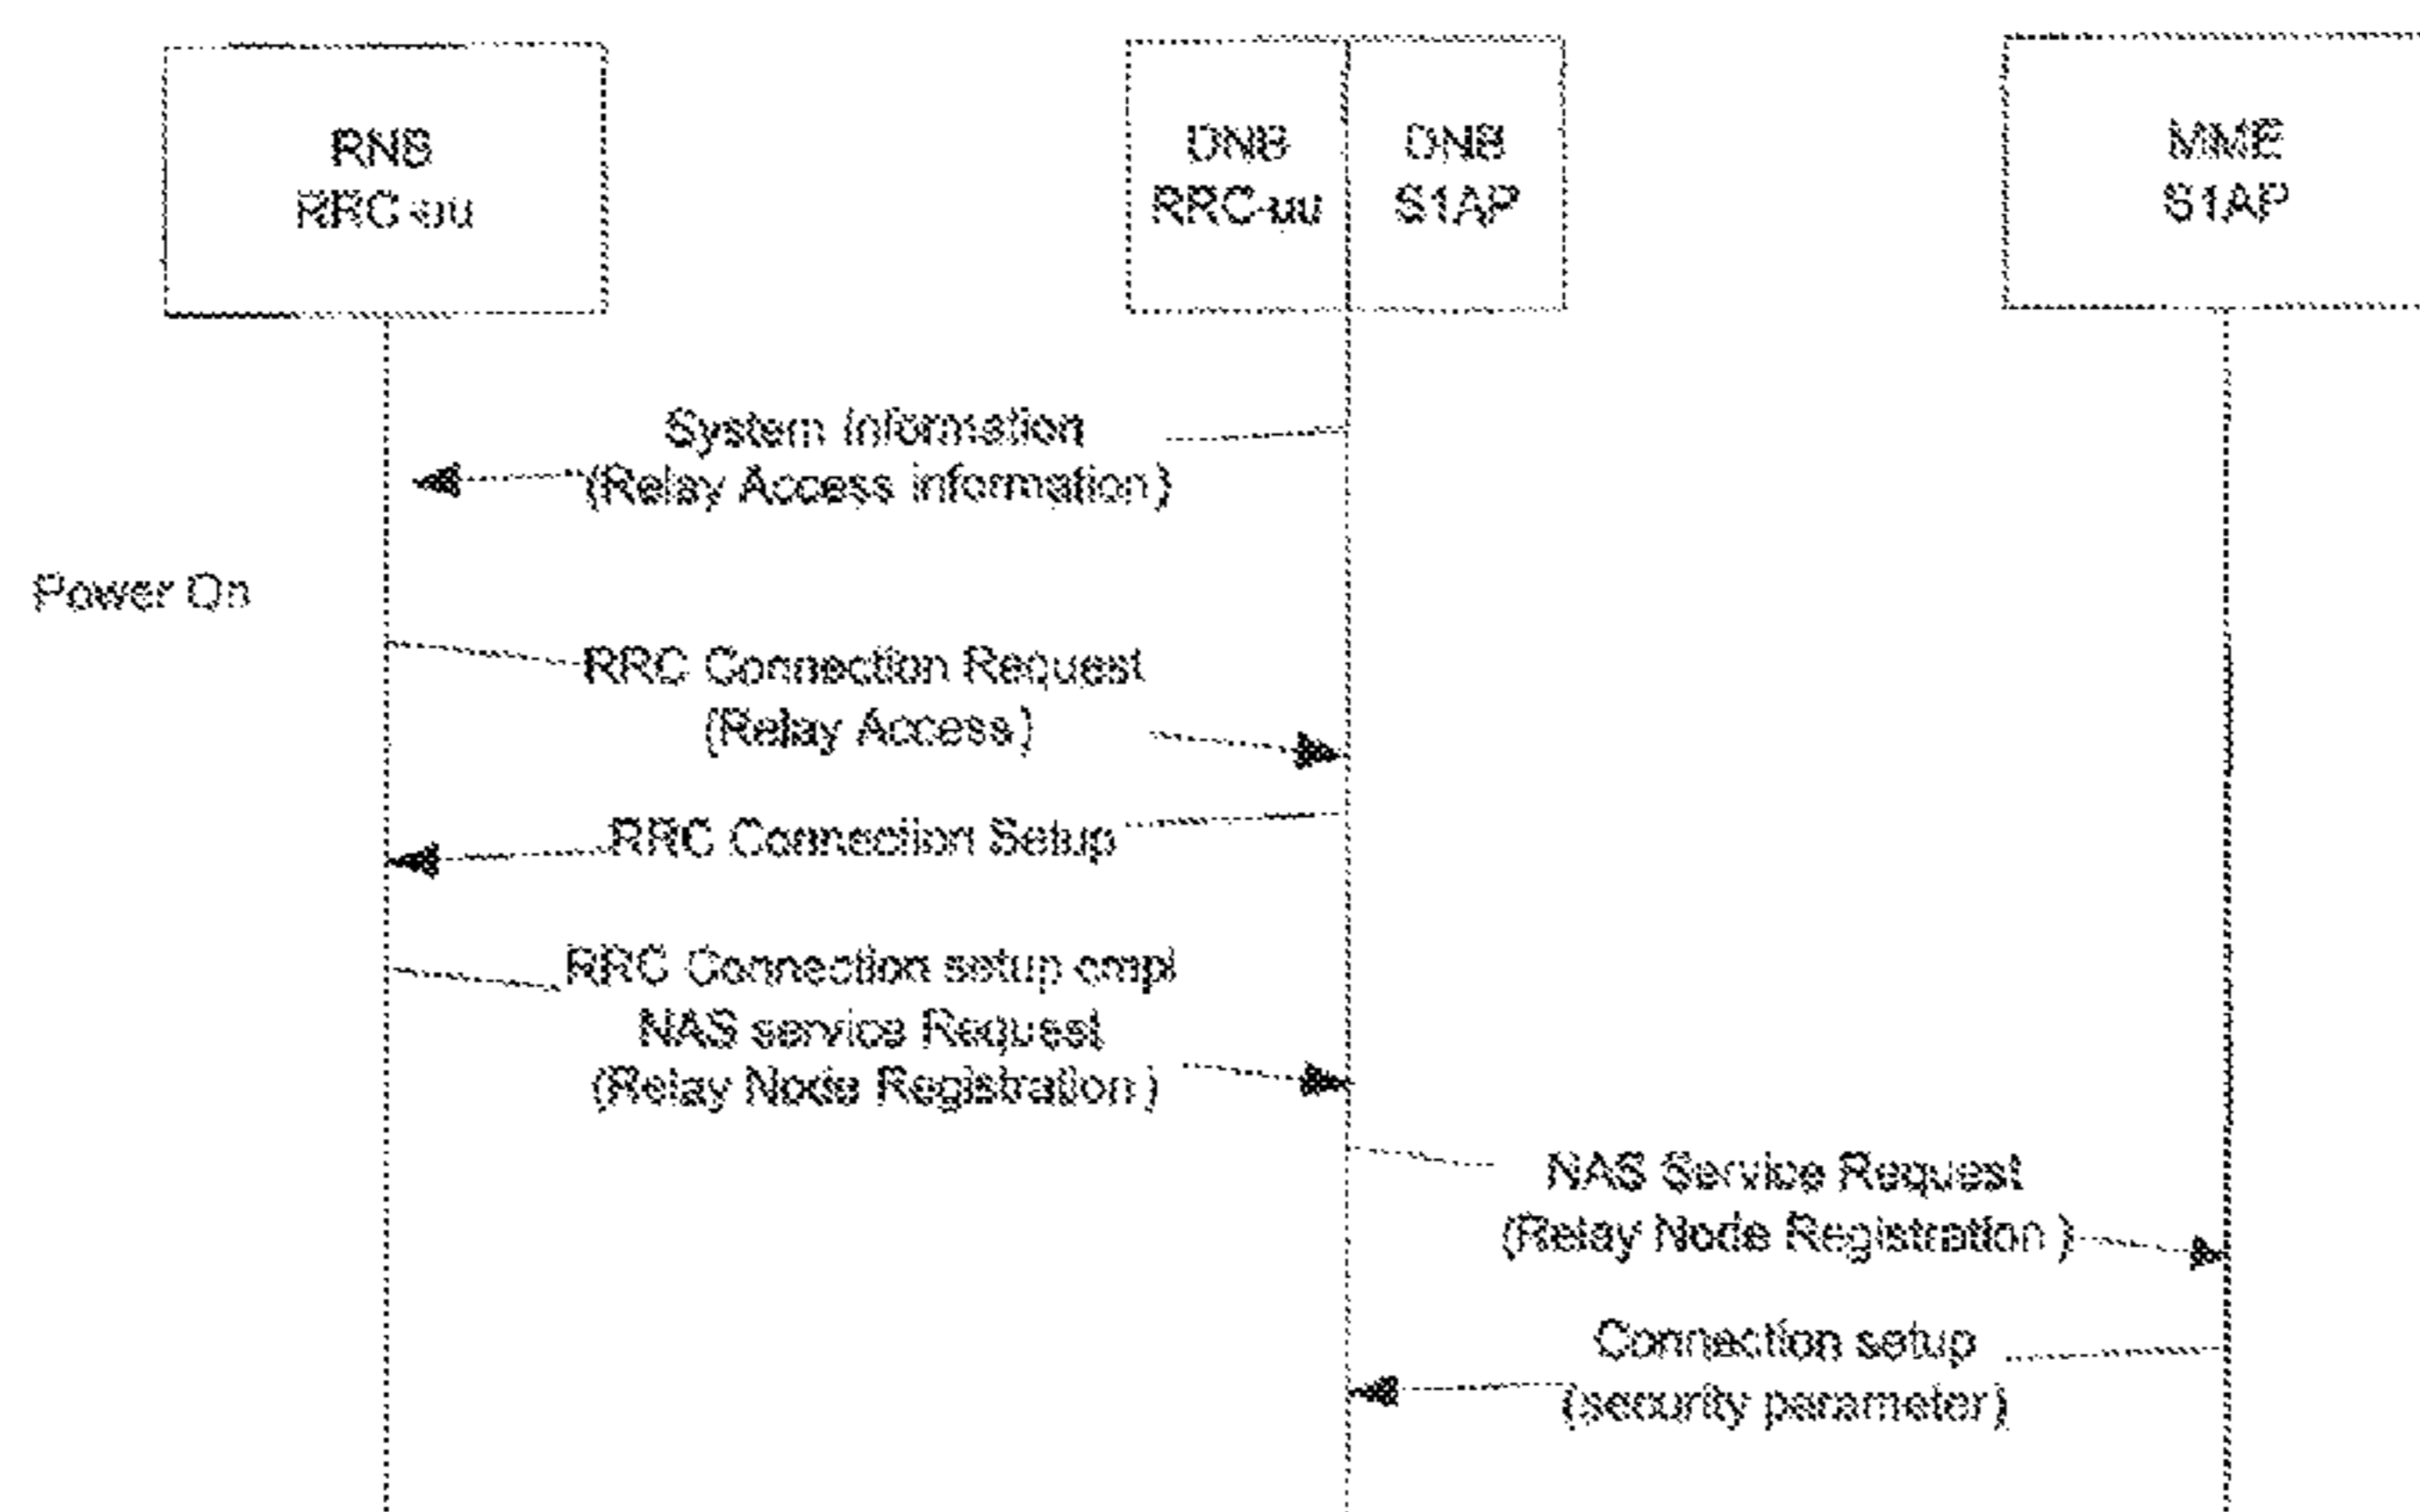 RNB
RRC-uu
DNB
RRC-uu
DNB
S1AP
MME
S1AP
System Information
(Relay Access information)
Power On
RRC Connection Request
(Relay Access)
RRC Connection Setup
RRC Connection setup cmpl
NAS service Request
(Relay Node Registration)
NAS Service Request
(Relay Node Registration)
Connection setup
(security parameter)